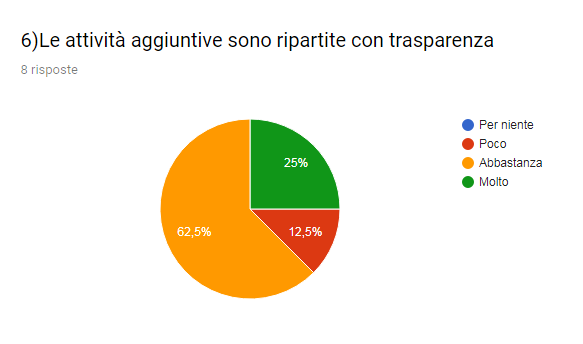 6)Le attività aggiuntive sono ripartite con trasparenza
8 risposte
Per niente
Poco
Abbastanza
Molto
25%
62,5%
12,5%